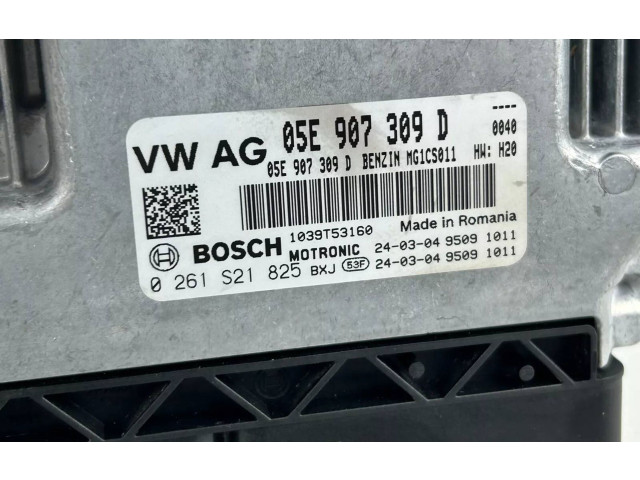 VW AG 05E 907 309 D ----
05E 907 309 D BENZIN MG1CS011 0040
HW: H20
1039T53160 Made in Romania
BOSCH MOTRONIC 24-03-04 9509 1011
0 261 S21 825 BXJ 53F 24-03-04 9509 1011